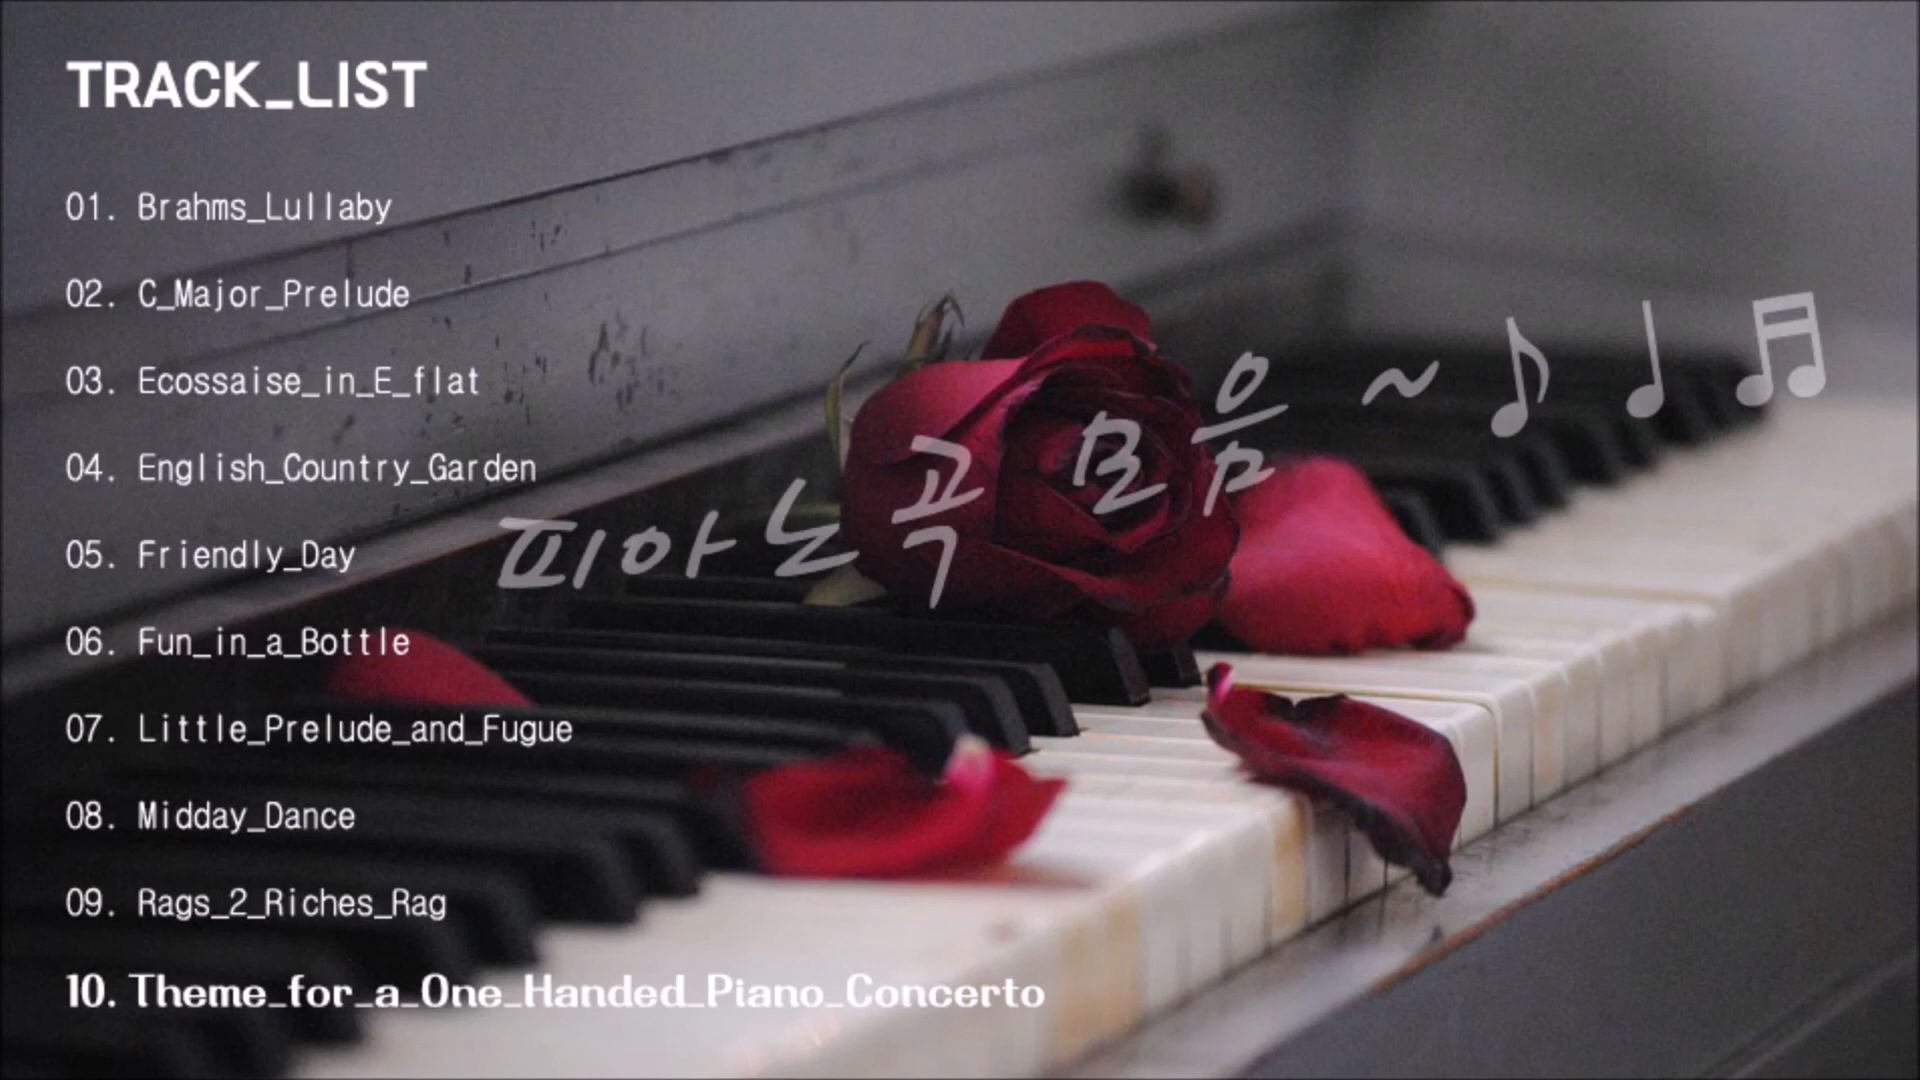 TRACK_LIST
01. Brahms_Lullaby
02. C_Major_Prelude
03. Ecossaise_in_E_flat
04. English_Country_Garden
05. Friendly_Day
06. Fun_in_a_Bottle
07. Little_Prelude_and_Fugue
08. Midday_Dance
09. Rags_2_Riches_Rag
10. Theme_for_a_One_Handed_Piano_Concerto
피아노곡 모음 ~ ♪ ♩ ♬